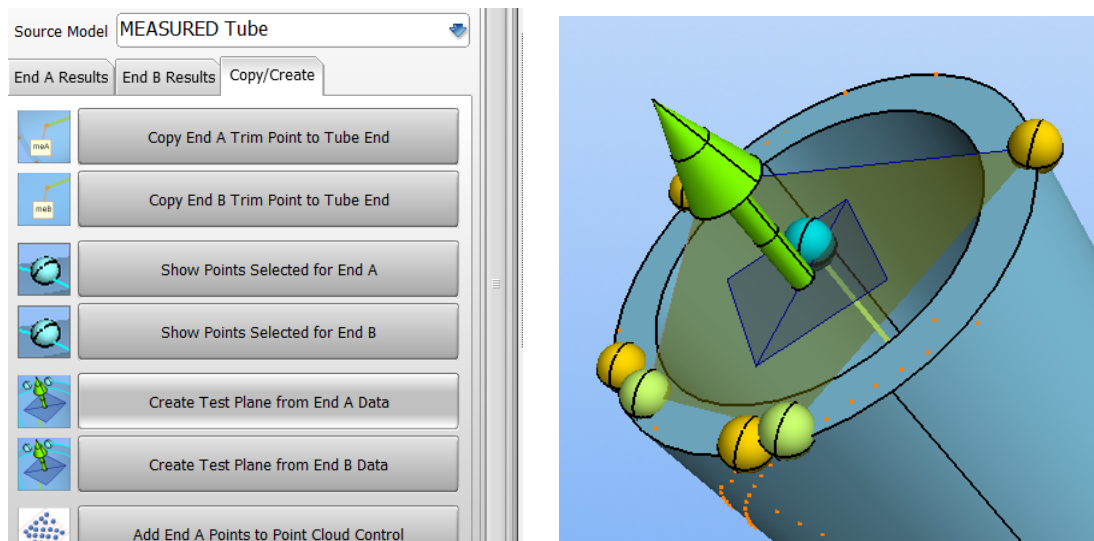 Source Model MEASURED Tube
End A Results End B Results Copy/Create
meA Copy End A Trim Point to Tube End
meB Copy End B Trim Point to Tube End
Show Points Selected for End A
Show Points Selected for End B
Create Test Plane from End A Data
Create Test Plane from End B Data
Add End A Points to Point Cloud Control